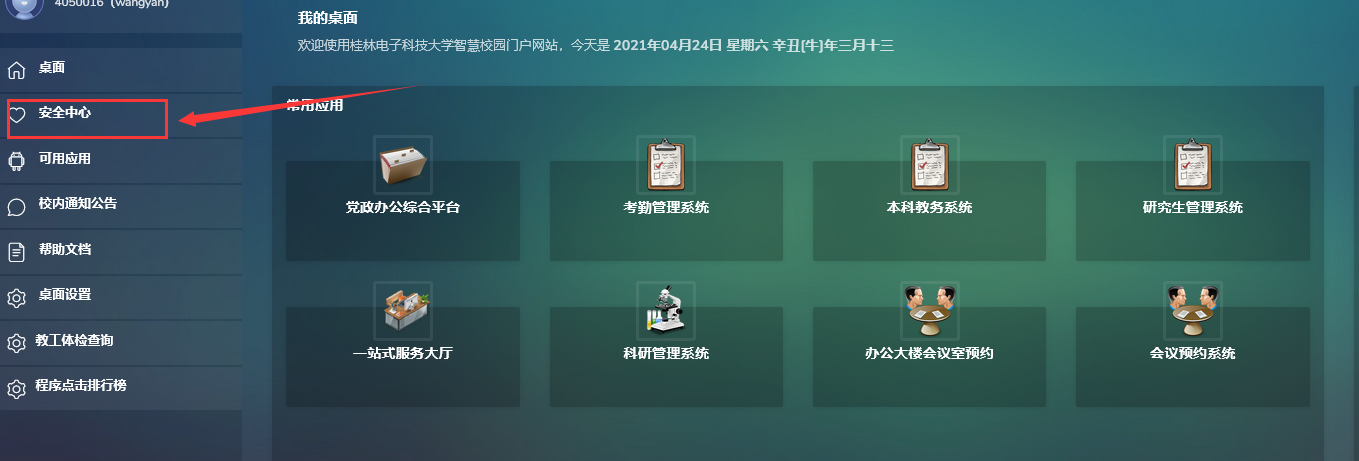 4050016（wangyan）
桌面
安全中心
可用应用
校内通知公告
帮助文档
桌面设置
教工体检查询
程序点击排行榜
我的桌面
欢迎使用桂林电子科技大学智慧校园门户网站，今天是 2021年04月24日 星期六 辛丑[牛]年三月十三
常用应用
党政办公综合平台
考勤管理系统
本科教务系统
研究生管理系统
一站式服务大厅
科研管理系统
办公大楼会议室预约
会议预约系统